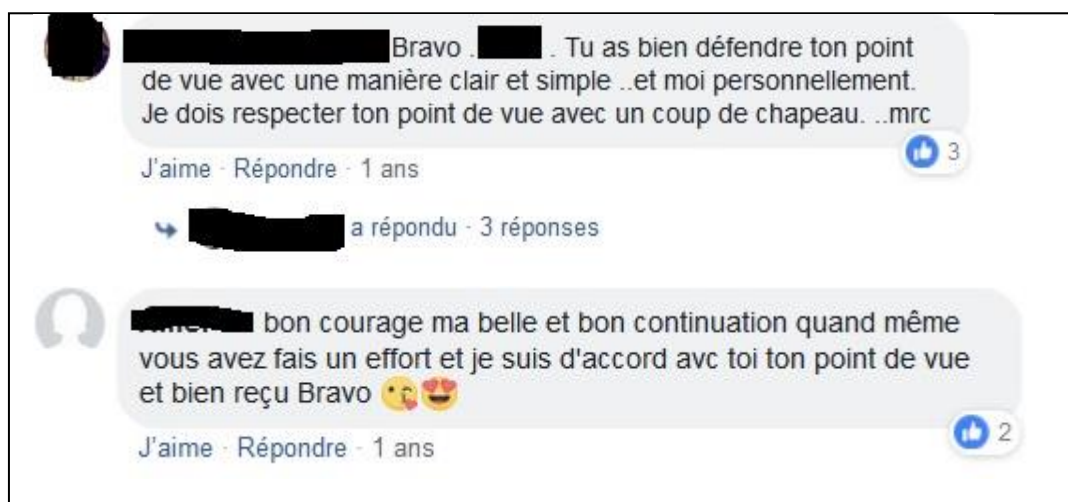 Bravo . . Tu as bien défendre ton point
de vue avec une manière clair et simple ..et moi personnellement.
Je dois respecter ton point de vue avec un coup de chapeau. ..mrc
3
J'aime · Répondre · 1 ans
a répondu · 3 réponses
bon courage ma belle et bon continuation quand même
vous avez fais un effort et je suis d'accord avc toi ton point de vue
et bien reçu Bravo 😘😍
2
J'aime · Répondre · 1 ans